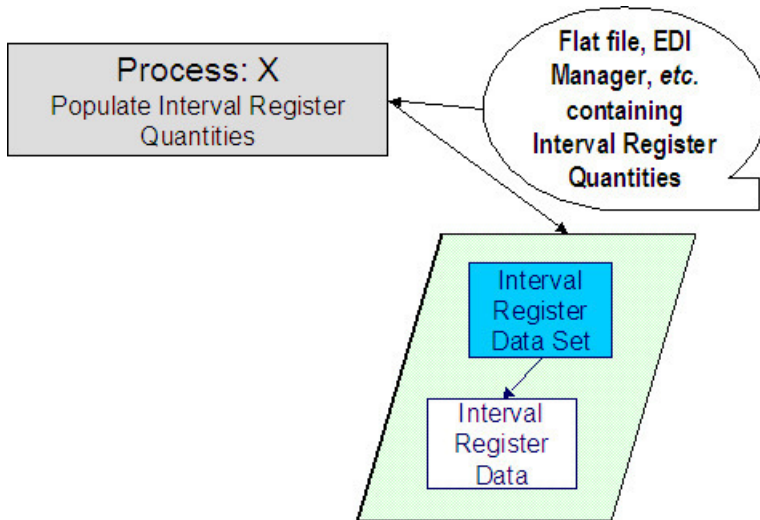 Process: X
Populate Interval Register
Quantities
Flat file, EDI
Manager, etc.
containing
Interval Register
Quantities
Interval
Register
Data Set
Interval
Register
Data